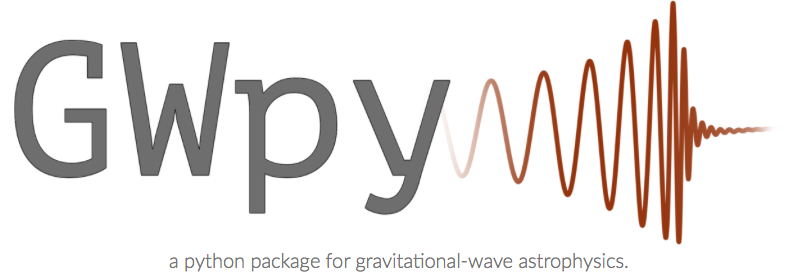 GWpy
a python package for gravitational-wave astrophysics.